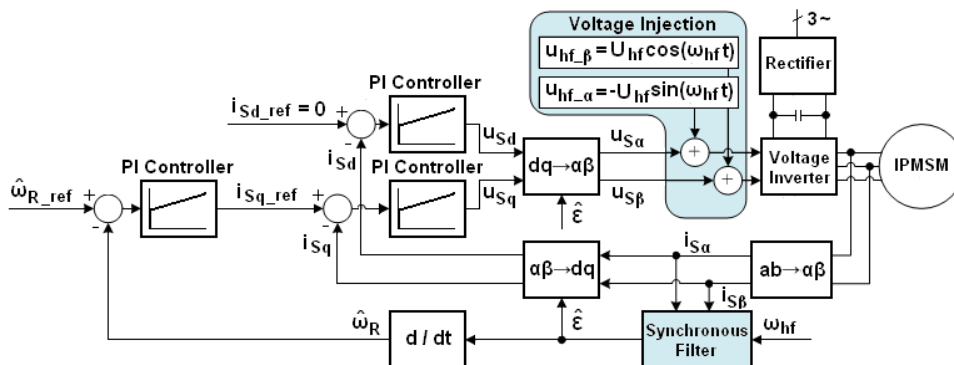 Voltage Injection
u_hf_β = U_hf cos(ω_hf t)
u_hf_α = -U_hf sin(ω_hf t)
3~
Rectifier
PI Controller
i_Sd_ref = 0
+
-
i_Sd
u_Sd
PI Controller
u_Sq
dq→αβ
ε̂
u_Sα
u_Sβ
+
+
Voltage
Inverter
IPMSM
PI Controller
ω̂_R_ref
+
-
i_Sq_ref
+
-
i_Sq
αβ→dq
i_Sα
i_Sβ
ab→αβ
ω̂_R
d / dt
ε̂
Synchronous
Filter
ω_hf